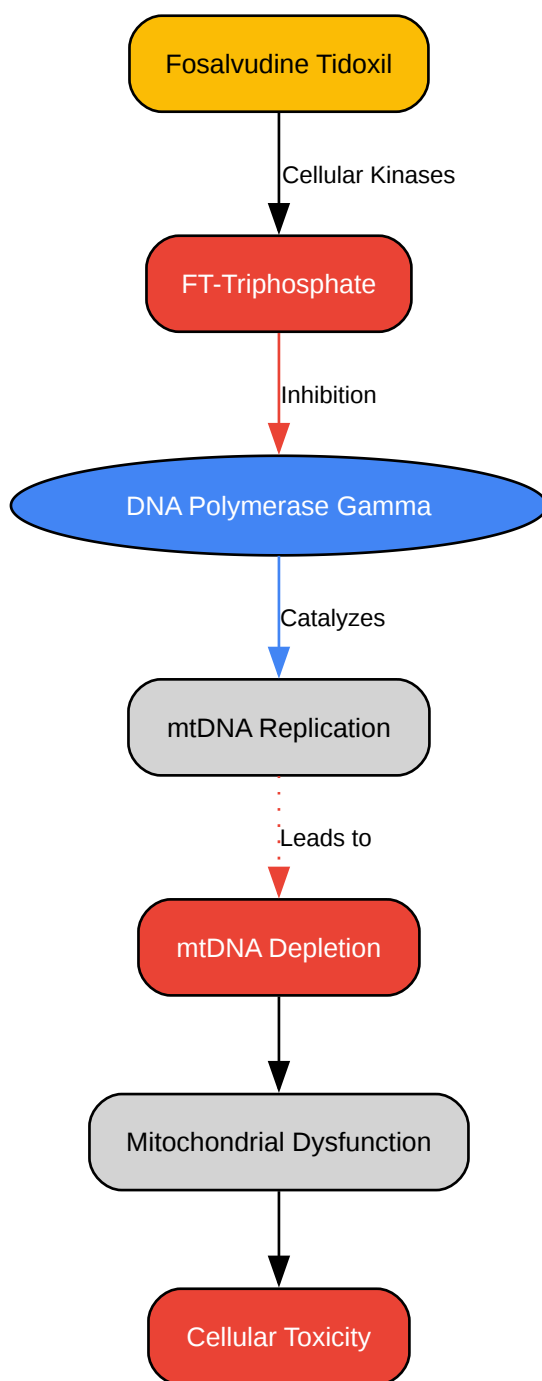 Fosalvudine Tidoxil
Cellular Kinases
FT-Triphosphate
Inhibition
DNA Polymerase Gamma
Catalyzes
mtDNA Replication
Leads to
mtDNA Depletion
Mitochondrial Dysfunction
Cellular Toxicity